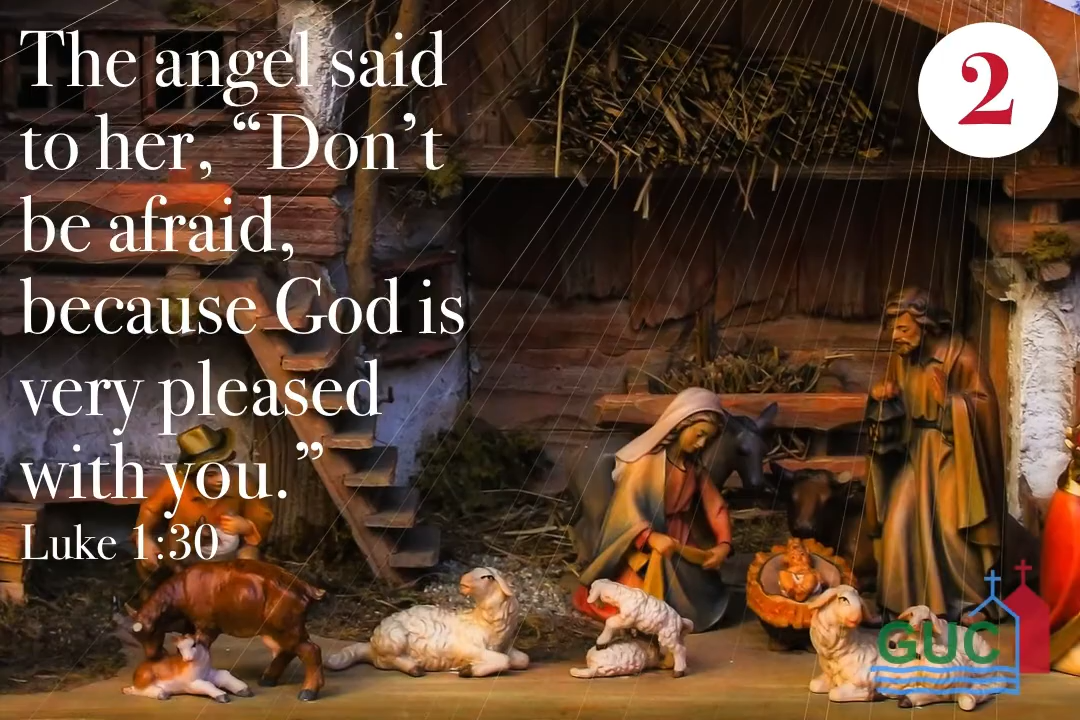 The angel said
to her, “Don’t
be afraid,
because God is
very pleased
with you.”
Luke 1:30
2
GUC